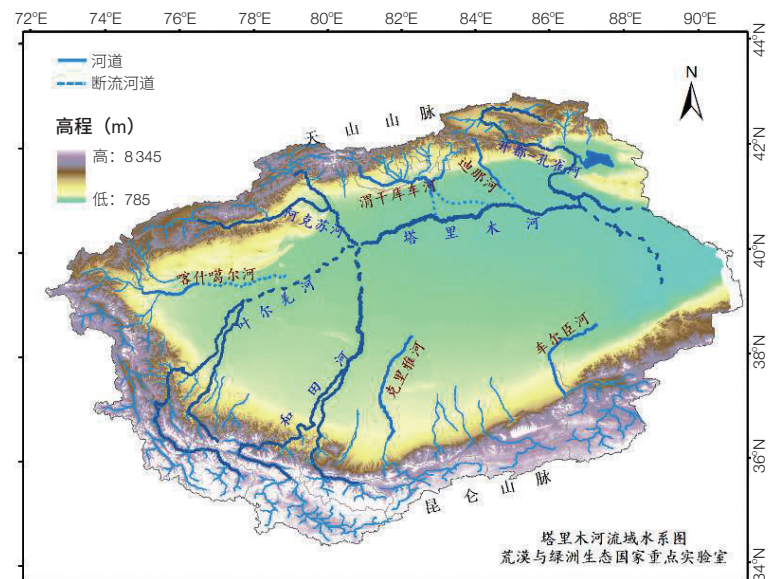 72°E 74°E 76°E 78°E 80°E 82°E 84°E 86°E 88°E 90°E
44°N
42°N
40°N
38°N
36°N
34°N
河道
断流河道
高程（m）
高：8 345
低：785
N
天山山脉
开都-孔雀河
迪那河
渭干库车河
阿克苏河
塔里木河
喀什噶尔河
叶尔羌河
和田河
克里雅河
车尔臣河
昆仑山脉
塔里木河流域水系图
荒漠与绿洲生态国家重点实验室